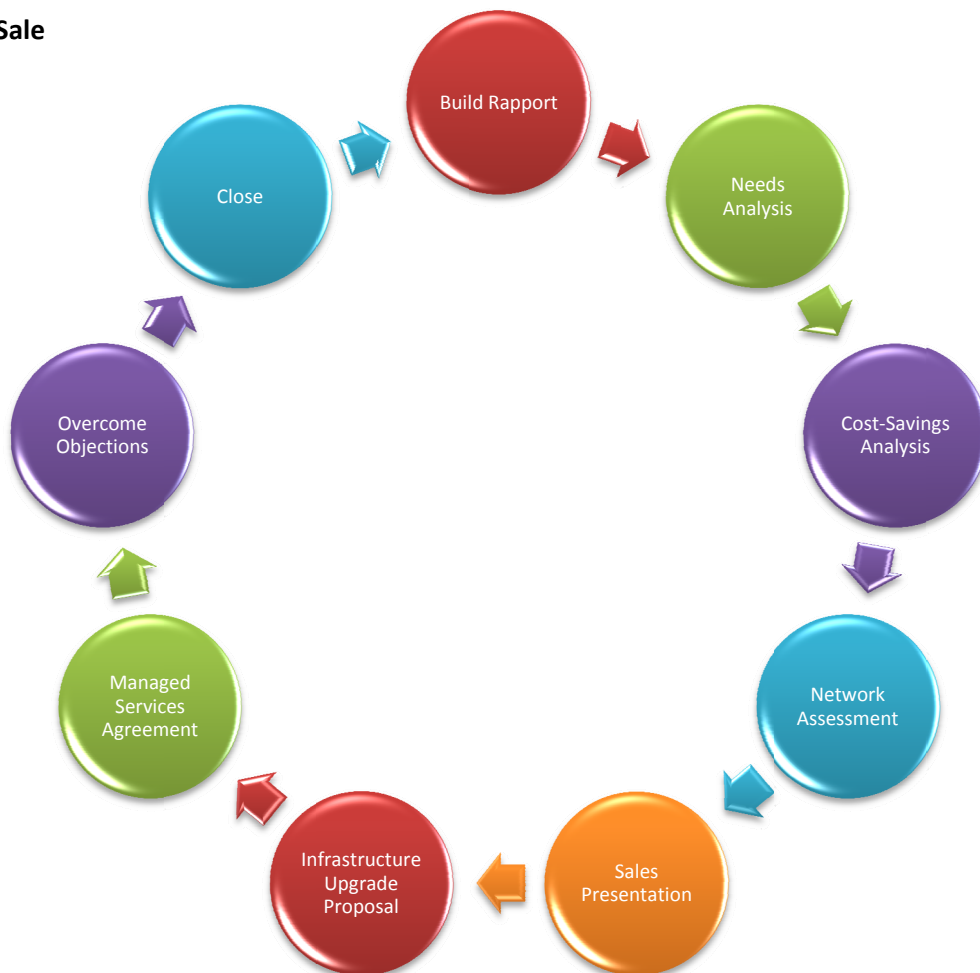 Sale
Build Rapport
Needs
Analysis
Cost-Savings
Analysis
Network
Assessment
Sales
Presentation
Infrastructure
Upgrade
Proposal
Managed
Services
Agreement
Overcome
Objections
Close